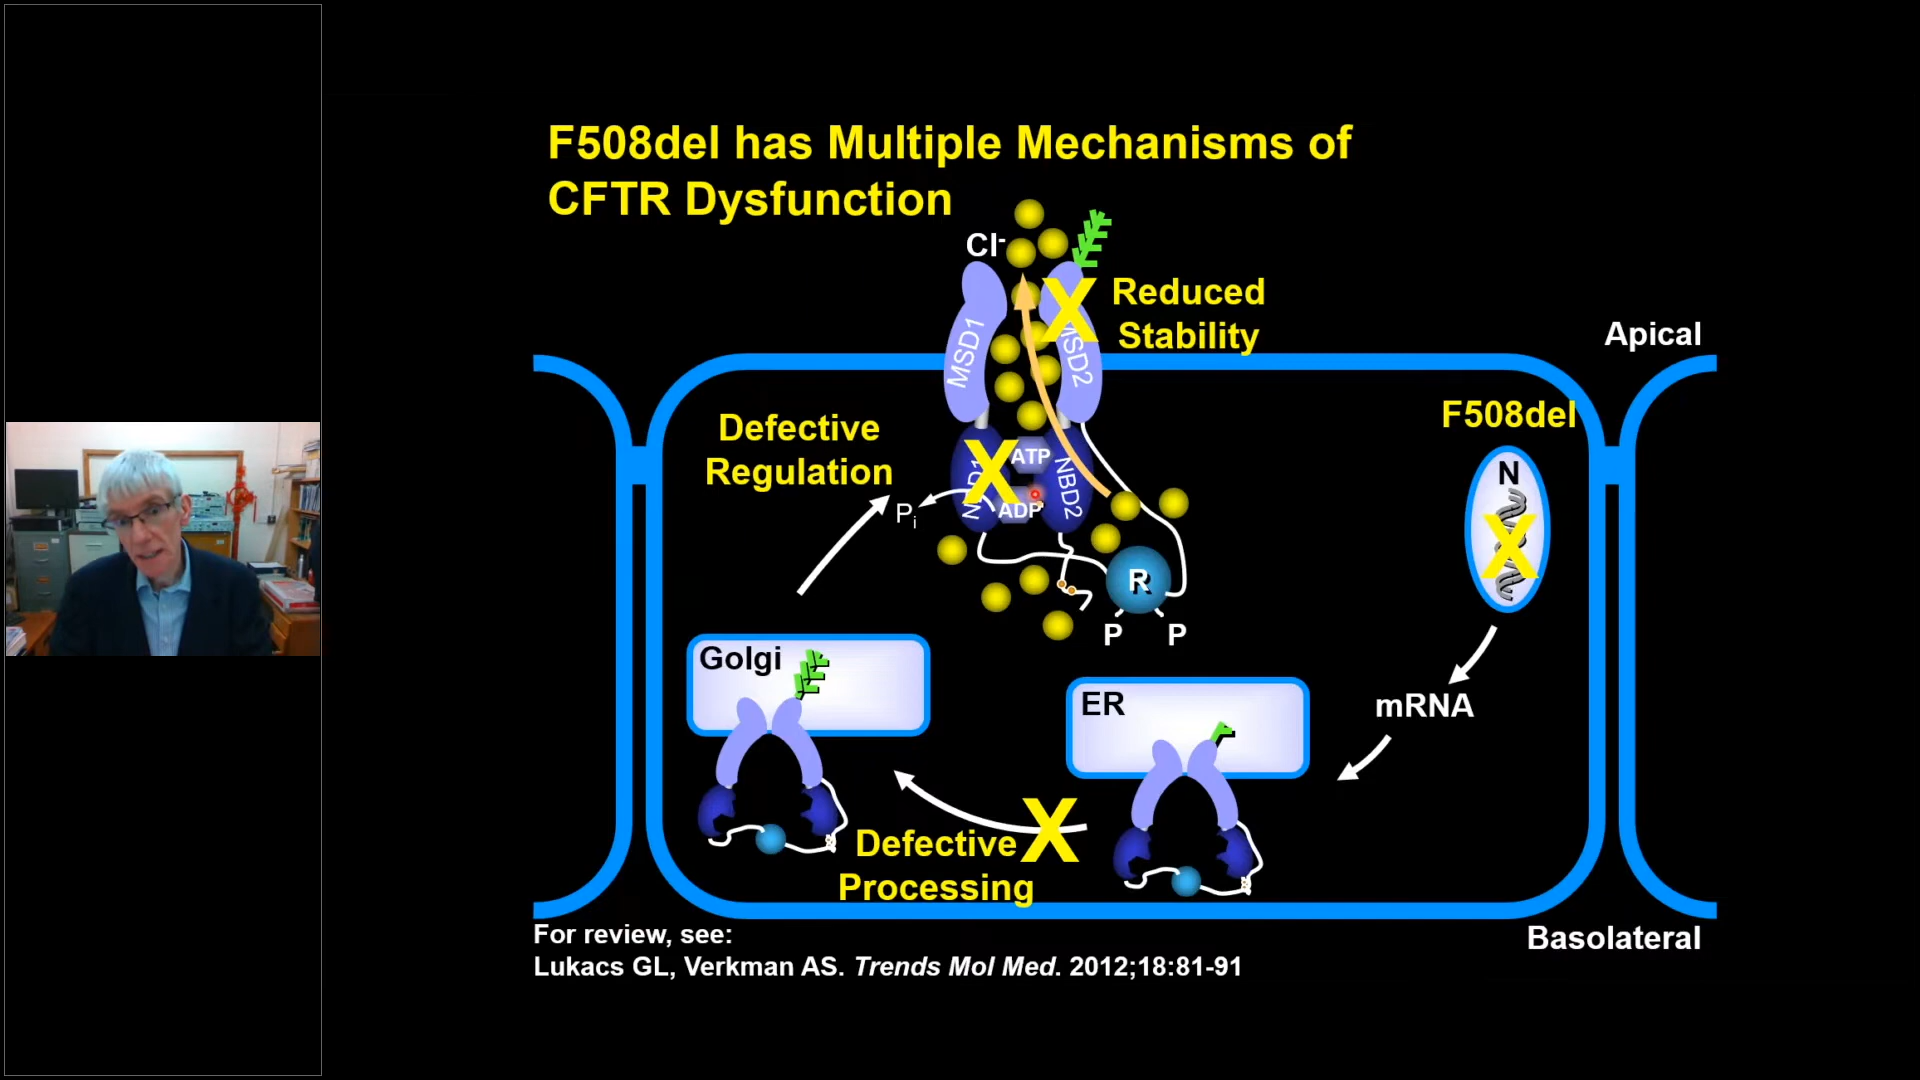 F508del has Multiple Mechanisms of
CFTR Dysfunction
Cl-
Reduced
Stability
MSD1
MSD2
Apical
Defective
Regulation
F508del
N
ATP
NBD1
NBD2
ADP
Pi
R
P P
Golgi
ER
mRNA
Defective
Processing
For review, see:
Basolateral
Lukacs GL, Verkman AS. Trends Mol Med. 2012;18:81-91